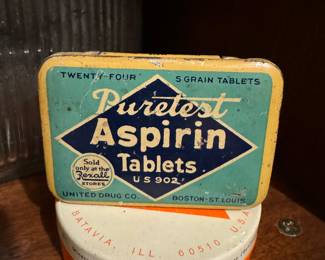 TWENTY-FOUR 5 GRAIN TABLETS
Puretest
Aspirin
Tablets
U S 902
Sold
only at the
Rexall
STORES
UNITED DRUG CO. BOSTON-ST. LOUIS
BATAVIA, ILL. 60510 U.S.A.